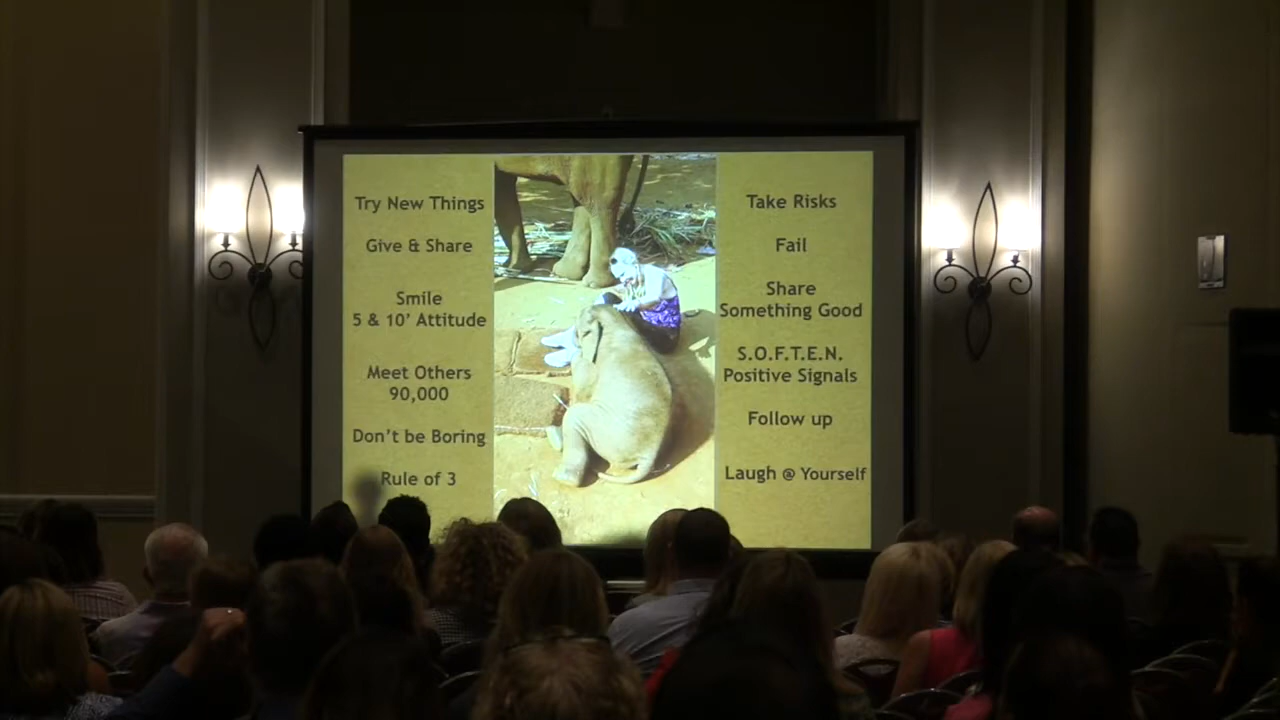 Try New Things
Give & Share
Smile
5 & 10' Attitude
Meet Others
90,000
Don't be Boring
Rule of 3
Take Risks
Fail
Share
Something Good
S.O.F.T.E.N.
Positive Signals
Follow up
Laugh @ Yourself